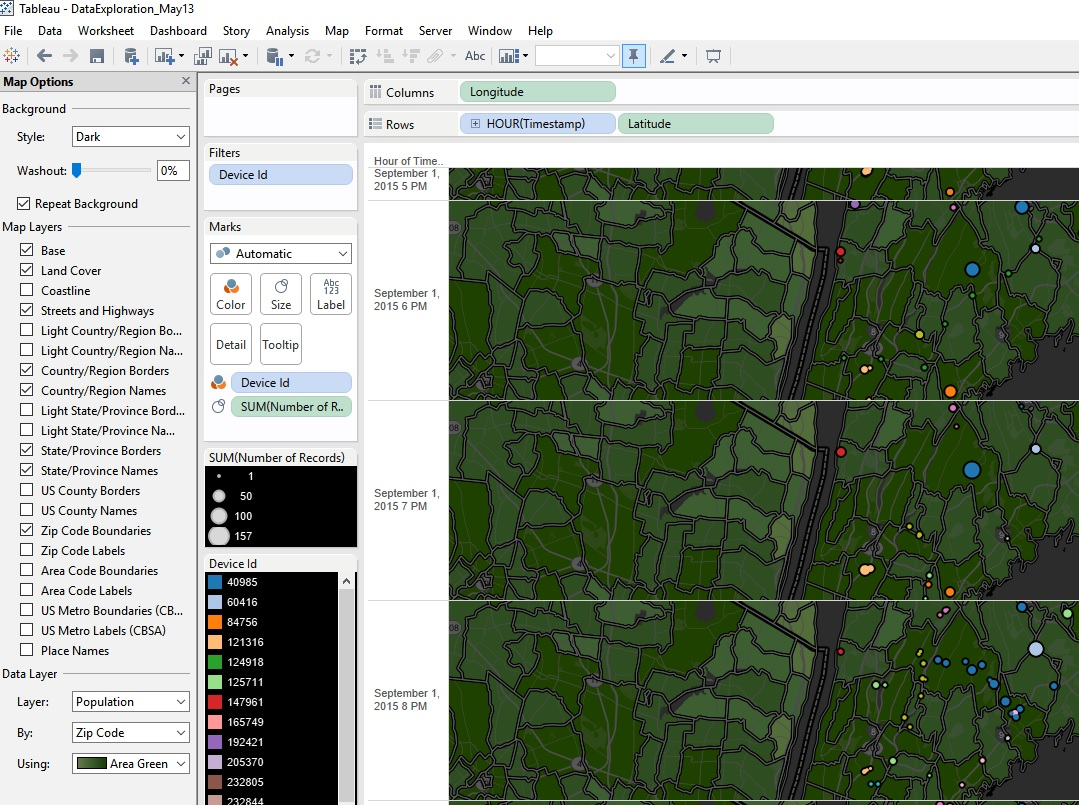 Tableau - DataExploration_May13
File Data Worksheet Dashboard Story Analysis Map Format Server Window Help
Abc
Map Options
Background
Style: Dark
Washout: 0%
Repeat Background
Map Layers
Base
Land Cover
Coastline
Streets and Highways
Light Country/Region Bo...
Light Country/Region Na...
Country/Region Borders
Country/Region Names
Light State/Province Bord...
Light State/Province Na...
State/Province Borders
State/Province Names
US County Borders
US County Names
Zip Code Boundaries
Zip Code Labels
Area Code Boundaries
Area Code Labels
US Metro Boundaries (CB...
US Metro Labels (CBSA)
Place Names
Data Layer
Layer: Population
By: Zip Code
Using: Area Green
Pages
Filters
Device Id
Marks
Automatic
Color
Size
Abc
123
Label
Detail
Tooltip
Device Id
SUM(Number of R..
SUM(Number of Records)
1
50
100
157
Device Id
40985
60416
84756
121316
124918
125711
147961
165749
192421
205370
232805
232844
Columns Longitude
Rows HOUR(Timestamp) Latitude
Hour of Time..
September 1,
2015 5 PM
September 1,
2015 6 PM
September 1,
2015 7 PM
September 1,
2015 8 PM